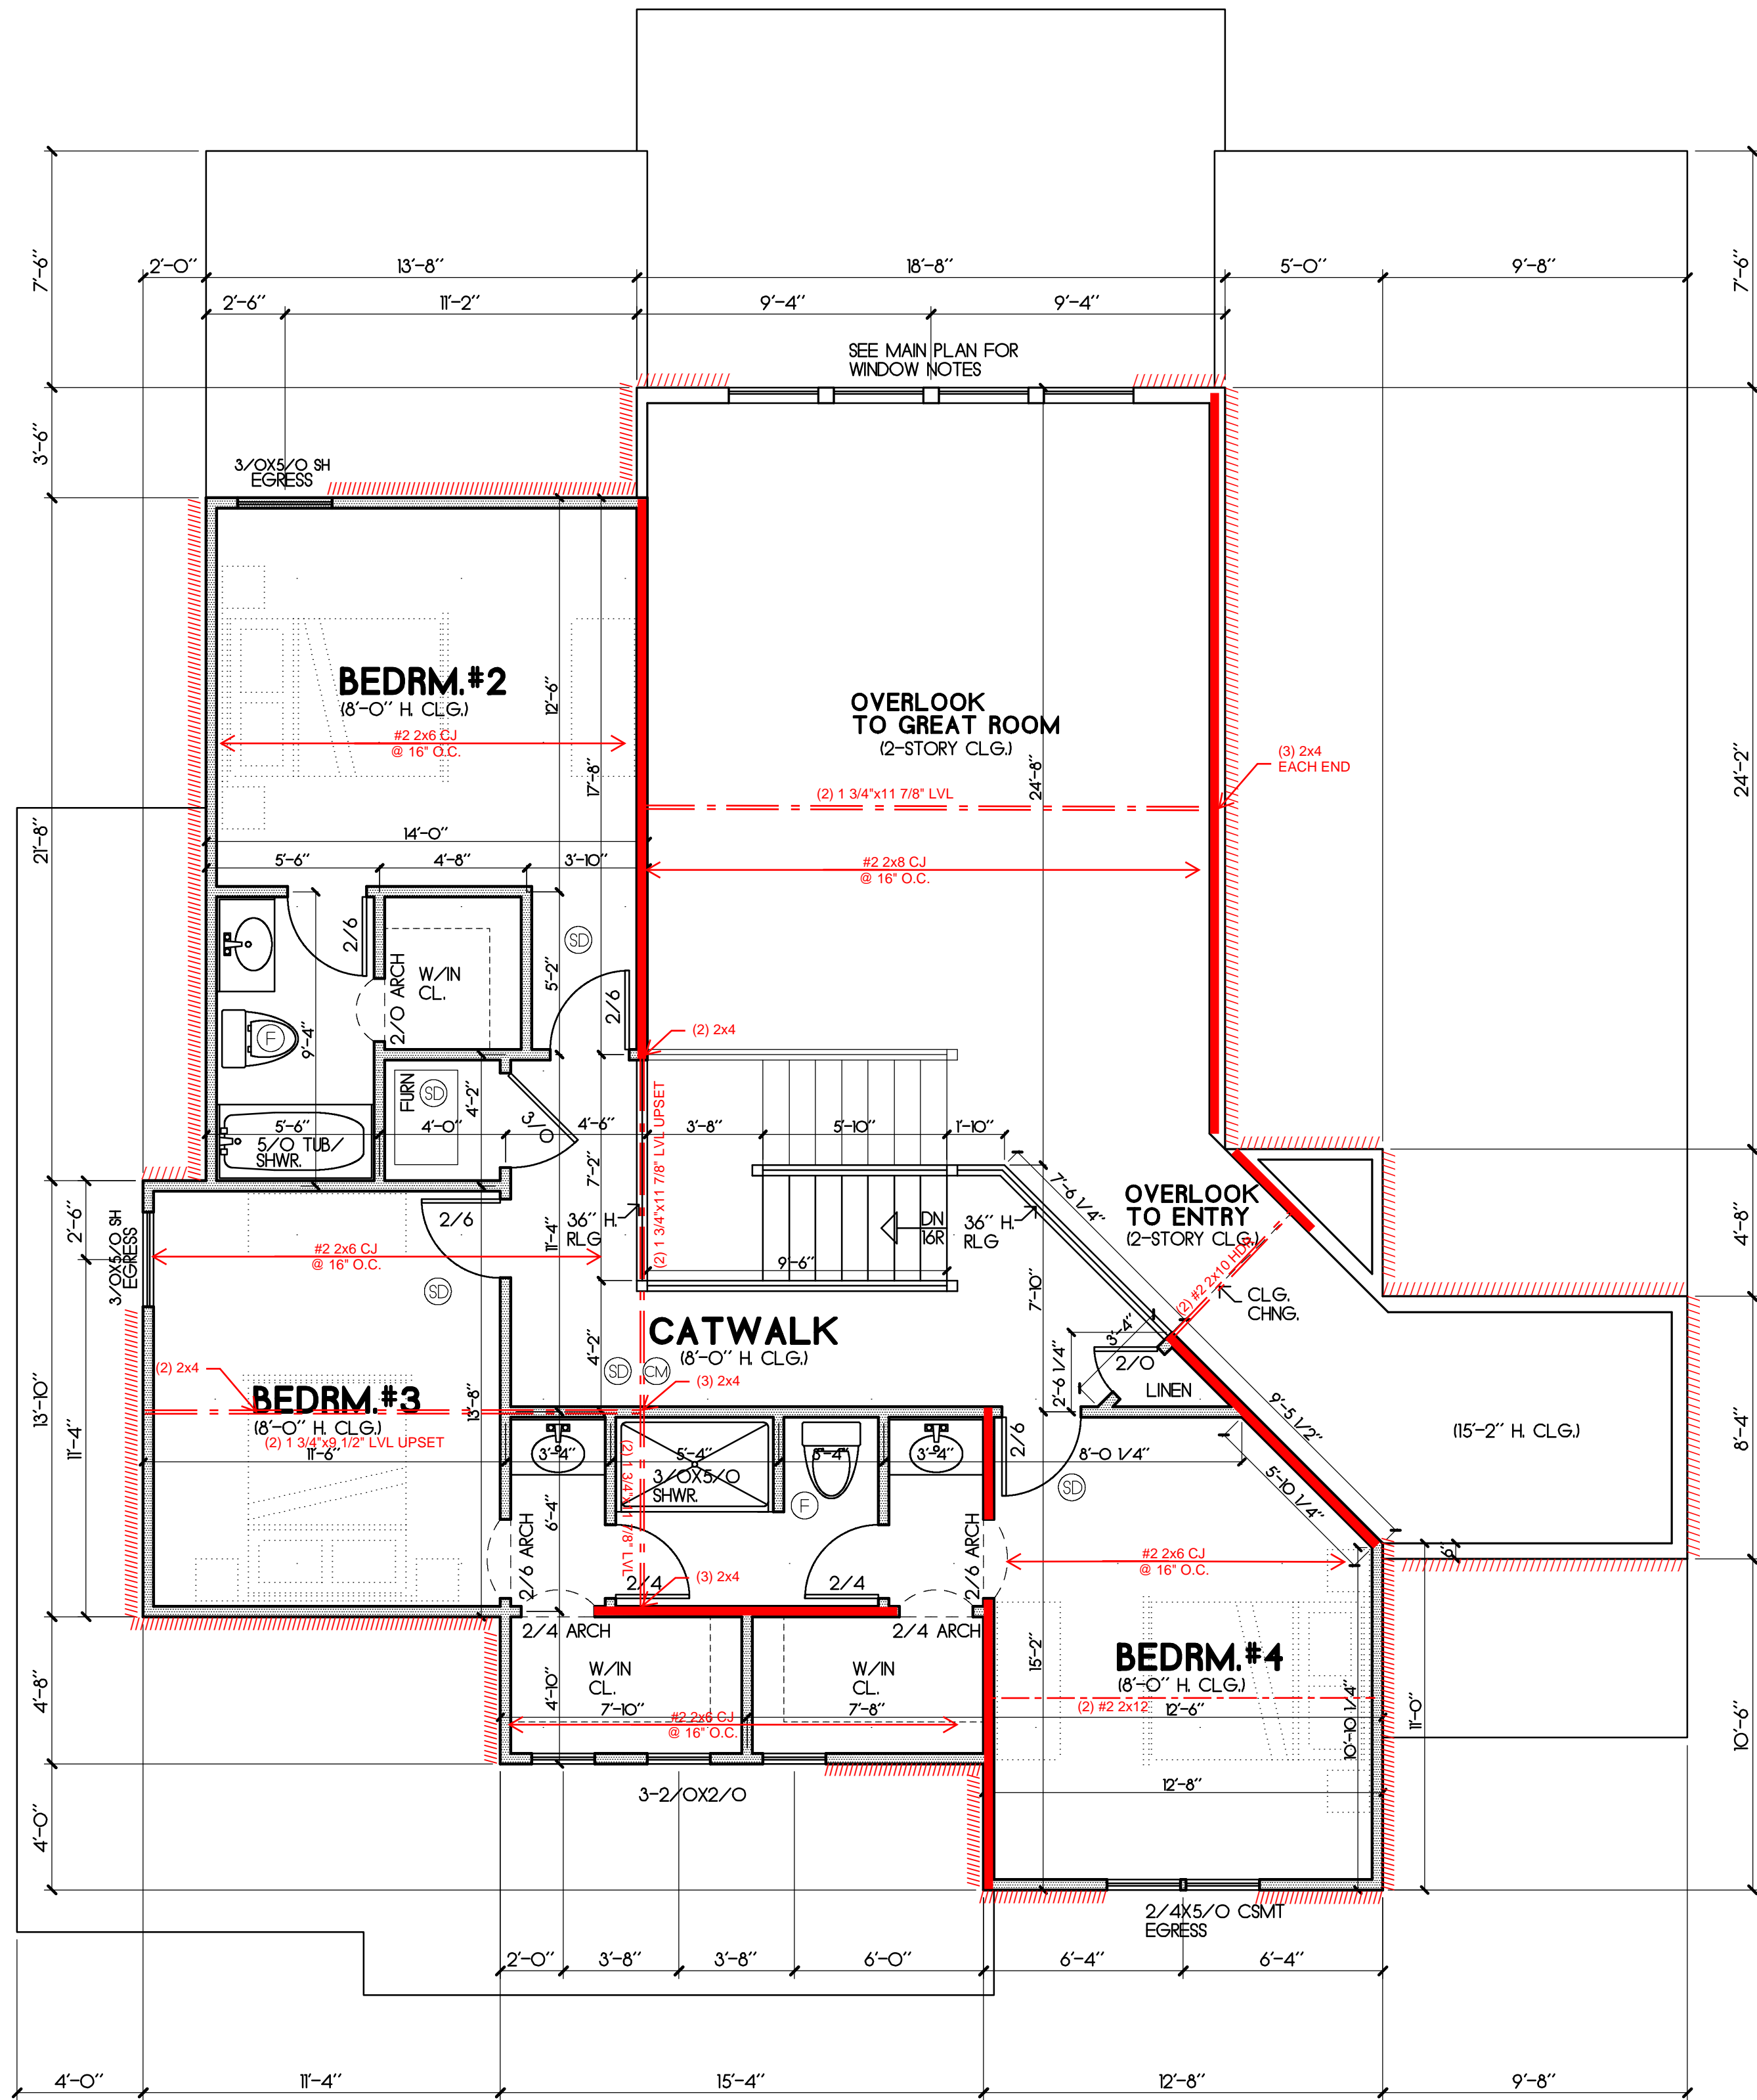 2'-0"
13'-8"
18'-8"
5'-0"
9'-8"
2'-6"
11'-2"
9'-4"
9'-4"
7'-6"
7'-6"
SEE MAIN PLAN FOR
WINDOW NOTES
3'-6"
3/0X5/0 SH
EGRESS
BEDRM.#2
(8'-0" H. CLG.)
#2 2x6 CJ
@ 16" O.C.
12'-6"
17'-8"
OVERLOOK
TO GREAT ROOM
(2-STORY CLG.)
24'-8"
(2) 1 3/4"x11 7/8" LVL
(3) 2x4
EACH END
24'-2"
#2 2x8 CJ
@ 16" O.C.
21'-8"
14'-0"
5'-6"
4'-8"
3'-10"
2/6
SD
W/IN
CL.
2/0 ARCH
5'-2"
2/6
F
9'-4"
(2) 2x4
FURN
SD
4'-2"
3/0
5'-6"
5/0 TUB/
SHWR.
4'-0"
4'-6"
3'-8"
5'-10"
1'-10"
(2) 1 3/4"x11 7/8" LVL UPSET
7'-2"
7'-6 1/4"
2'-6"
3/0X5/0 SH
EGRESS
2/6
11'-4"
36" H.
RLG
DN
16R
36" H.
RLG
OVERLOOK
TO ENTRY
(2-STORY CLG.)
4'-8"
#2 2x6 CJ
@ 16" O.C.
9'-6"
7'-10"
(2) #2 2x10 HDR
CLG.
CHNG.
SD
CATWALK
(8'-0" H. CLG.)
4'-2"
SD
CM
(3) 2x4
3'-4"
2/0
2'-6 1/4"
LINEN
9'-5 1/2"
(2) 2x4
BEDRM.#3
(8'-0" H. CLG.)
(2) 1 3/4"x9 1/2" LVL UPSET
11'-6"
13'-8"
13'-10"
11'-4"
3'-4"
5'-4"
3'-4"
3'-4"
2/6
8'-0 1/4"
(15'-2" H. CLG.)
8'-4"
3/0X5/0
SHWR.
F
SD
5'-10 1/4"
(2) 1 3/4"x11 7/8" LVL
6'-4"
2/6 ARCH
2/6 ARCH
#2 2x6 CJ
@ 16" O.C.
6"
2/4
(3) 2x4
2/4
2/4 ARCH
2/4 ARCH
15'-2"
BEDRM.#4
(8'-0" H. CLG.)
4'-8"
4'-10"
W/IN
CL.
W/IN
CL.
7'-10"
7'-8"
#2 2x6 CJ
@ 16" O.C.
(2) #2 2x12
12'-6"
10'-10 1/4"
11'-0"
10'-6"
12'-8"
3-2/0X2/0
4'-0"
2/4X5/0 CSMT
EGRESS
2'-0"
3'-8"
3'-8"
6'-0"
6'-4"
6'-4"
4'-0"
11'-4"
15'-4"
12'-8"
9'-8"